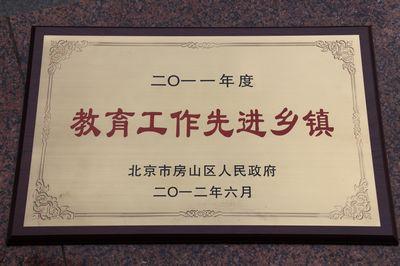 二〇一一年度
教育工作先进乡镇
北京市房山区人民政府
二〇一二年六月